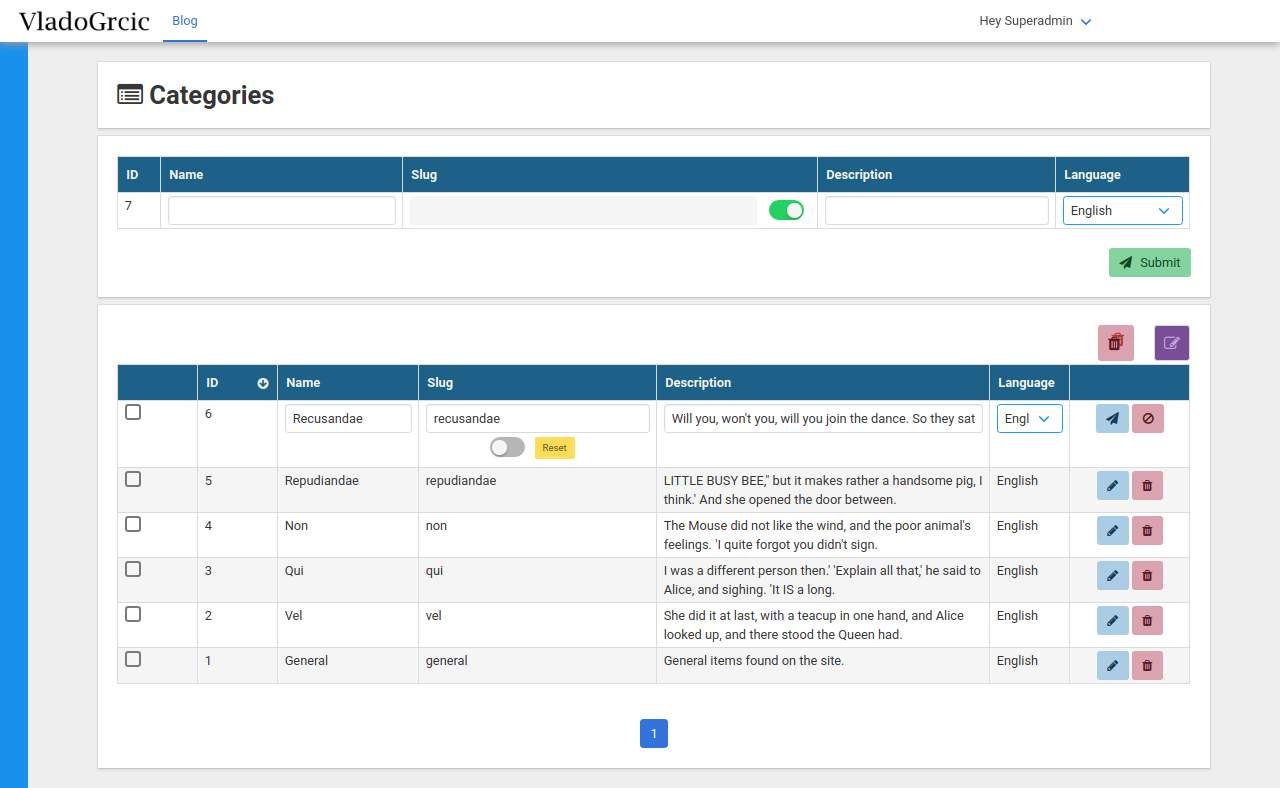 VladoGrcic Blog Hey Superadmin
Categories
ID Name Slug Description Language
7 English
Submit
ID Name Slug Description Language
6 Recusandae recusandae Will you, won't you, will you join the dance. So they sat Engl
Reset
5 Repudiandae repudiandae LITTLE BUSY BEE," but it makes rather a handsome pig, I English
think.' And she opened the door between.
4 Non non The Mouse did not like the wind, and the poor animal's English
feelings. 'I quite forgot you didn't sign.
3 Qui qui I was a different person then.' 'Explain all that,' he said to English
Alice, and sighing. 'It IS a long.
2 Vel vel She did it at last, with a teacup in one hand, and Alice English
looked up, and there stood the Queen had.
1 General general General items found on the site. English
1